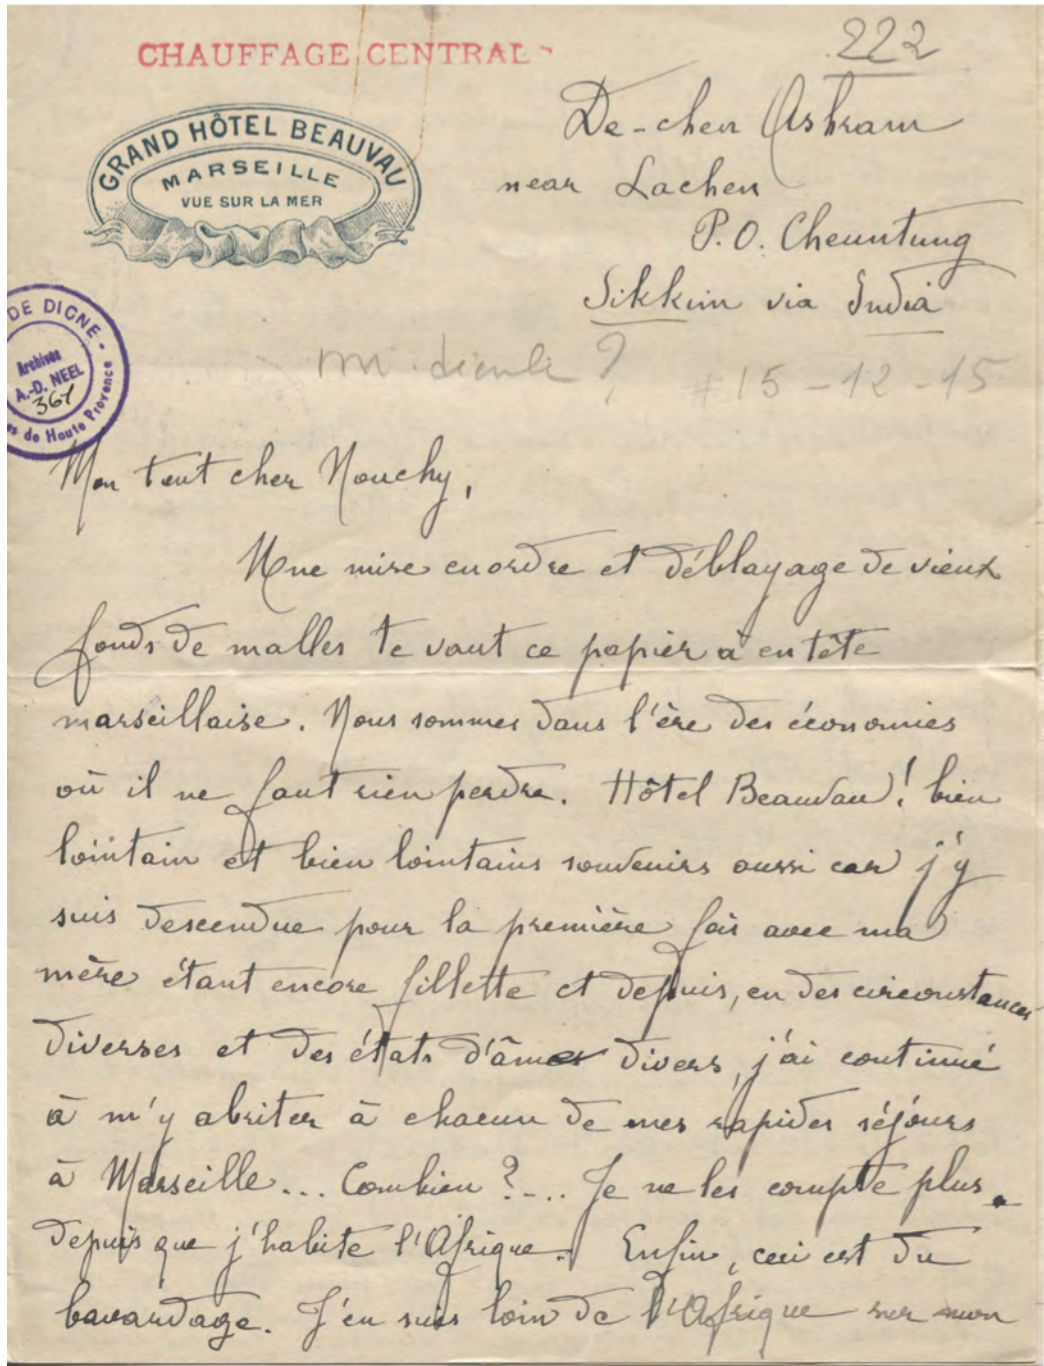 CHAUFFAGE CENTRAL
222
GRAND HÔTEL BEAUVAU
MARSEILLE
VUE SUR LA MER
De-chen Ashram
near Lachen
P.O. Cheuntung
Sikkim via India
DE DIGNE
Archives
A.-D. NEEL
367
de Haute Provence
?
15-12-15
Mon tout cher Mouchy,
Une mise en ordre et déblayage de vieux
fonds de malles te vaut ce papier à en tête
marseillaise. Nous sommes dans l'ère des économies
où il ne faut rien perdre. Hôtel Beauvau! bien
lointain et bien lointains souvenirs aussi car j'y
suis descendue pour la première fois avec ma
mère étant encore fillette et depuis, en des circonstances
diverses et des états d'âmes divers, j'ai continué
à m'y abriter à chacun de mes rapides séjours
à Marseille... Combien ?... Je ne les compte plus
depuis que j'habite l'Afrique. Enfin, ceci est du
bavardage. J'en suis loin de l'Afrique sur mon